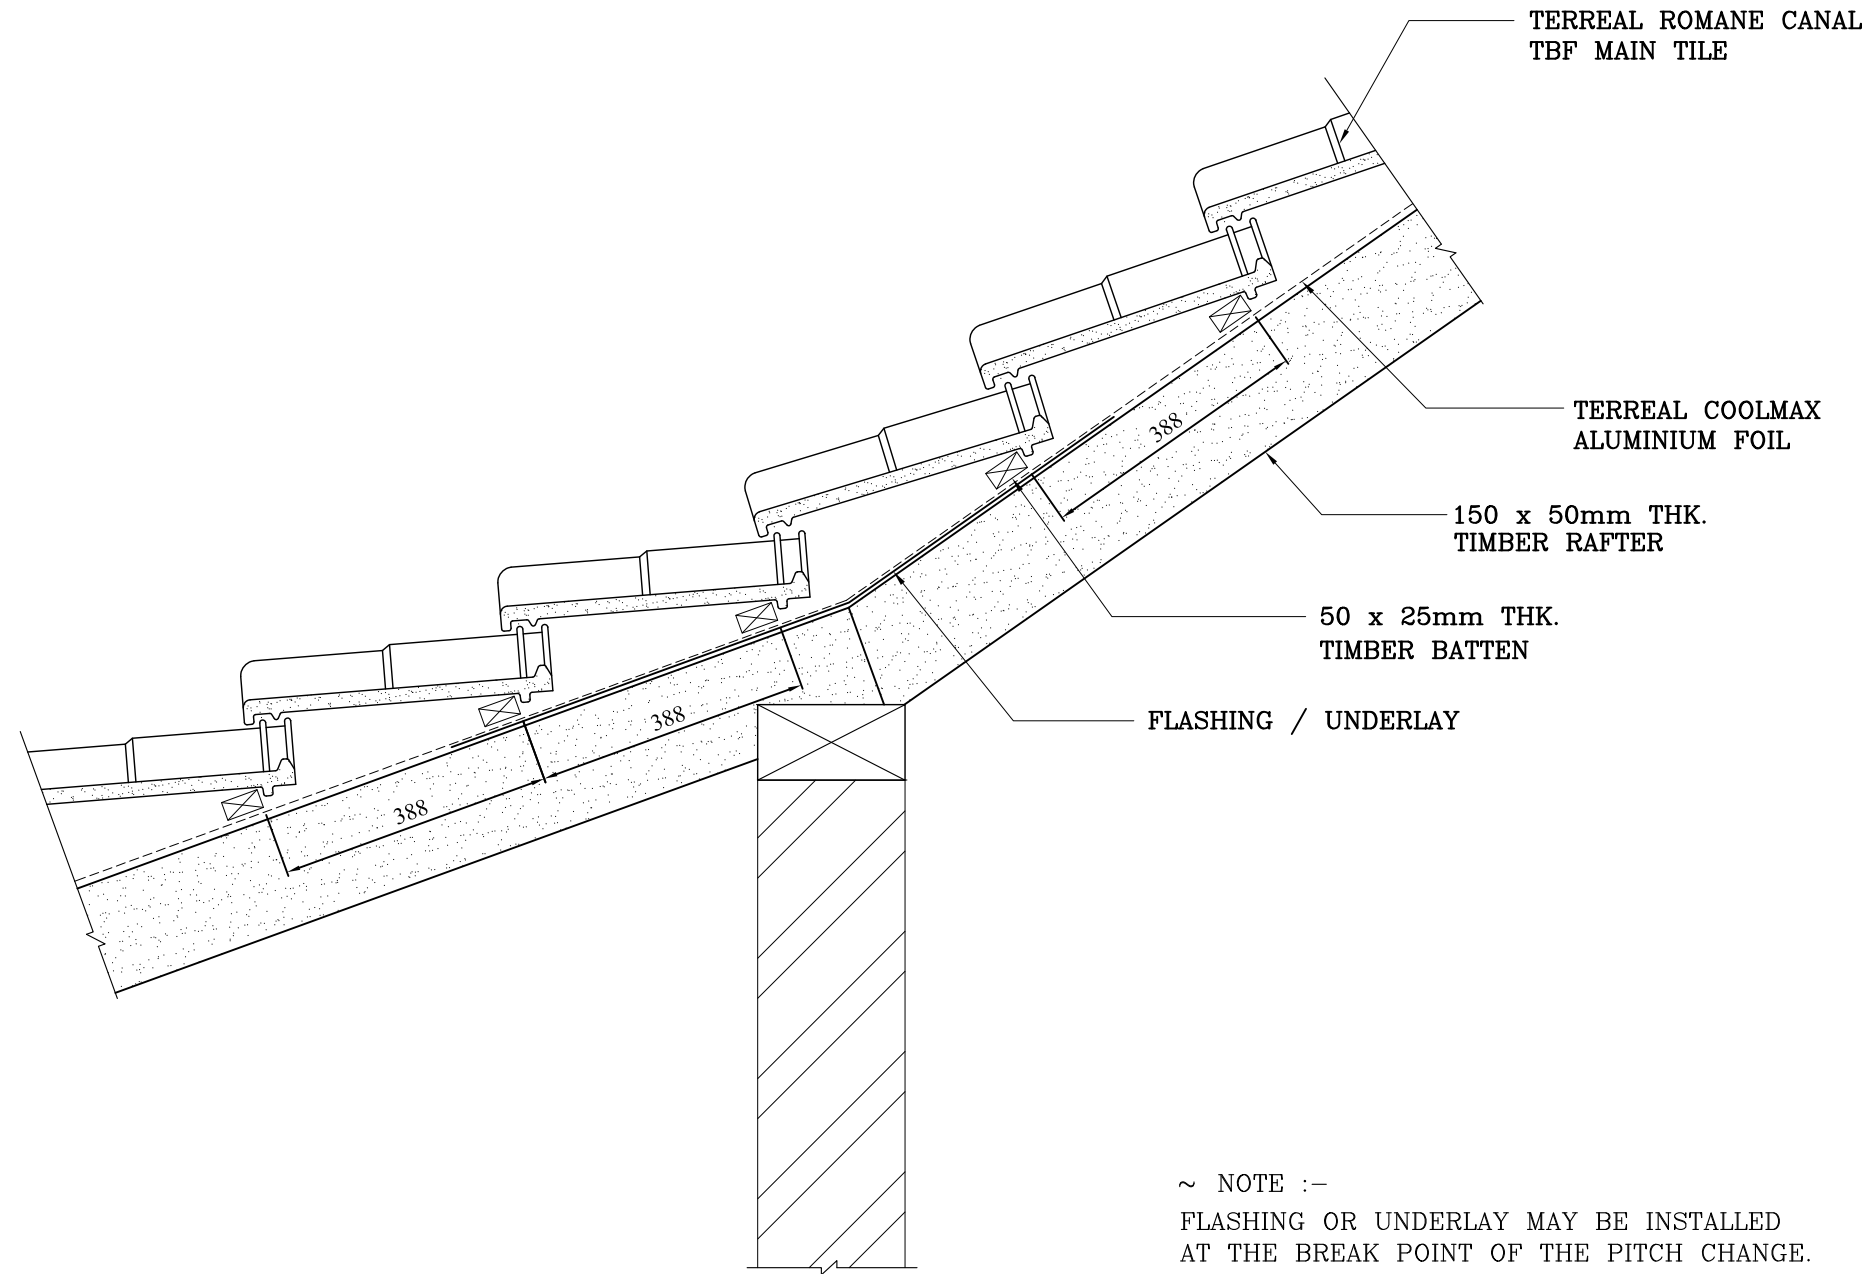 TERREAL ROMANE CANAL
TBF MAIN TILE
388
TERREAL COOLMAX
ALUMINIUM FOIL
150 x 50mm THK.
TIMBER RAFTER
50 x 25mm THK.
TIMBER BATTEN
388
FLASHING / UNDERLAY
388
~ NOTE :-
FLASHING OR UNDERLAY MAY BE INSTALLED
AT THE BREAK POINT OF THE PITCH CHANGE.